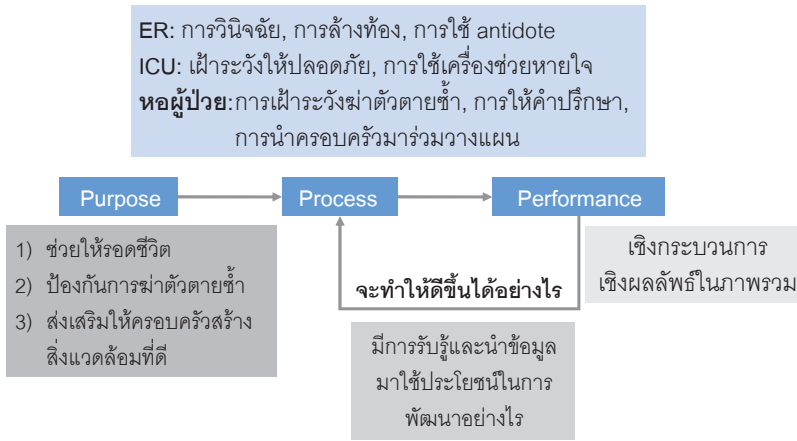 ER: การวินิจฉัย, การล้างท้อง, การใช้ antidote
ICU: เฝ้าระวังให้ปลอดภัย, การใช้เครื่องช่วยหายใจ
หอผู้ป่วย:การเฝ้าระวังฆ่าตัวตายซ้ำ, การให้คำปรึกษา,
การนำครอบครัวมาร่วมวางแผน
Purpose
Process
Performance
1) ช่วยให้รอดชีวิต
2) ป้องกันการฆ่าตัวตายซ้ำ
3) ส่งเสริมให้ครอบครัวสร้าง
สิ่งแวดล้อมที่ดี
จะทำให้ดีขึ้นได้อย่างไร
เชิงกระบวนการ
เชิงผลลัพธ์ในภาพรวม
มีการรับรู้และนำข้อมูล
มาใช้ประโยชน์ในการ
พัฒนาอย่างไร